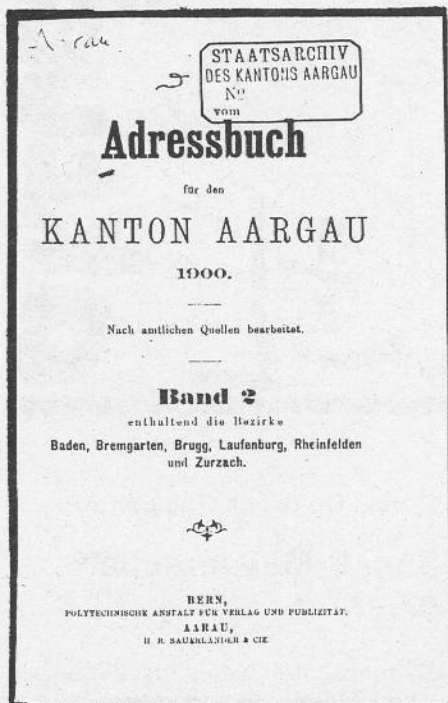 STAATSARCHIV
DES KANTONS AARGAU
No
vom
Adressbuch
für den
KANTON AARGAU
1900.
Nach amtlichen Quellen bearbeitet.
Band 2
enthaltend die Bezirke
Baden, Bremgarten, Brugg, Laufenburg, Rheinfelden
und Zurzach.
BERN,
POLYTECHNISCHE ANSTALT FÜR VERLAG UND PUBLIZITÄT.
AARAU,
H. R. SAUERLÄNDER & CIE